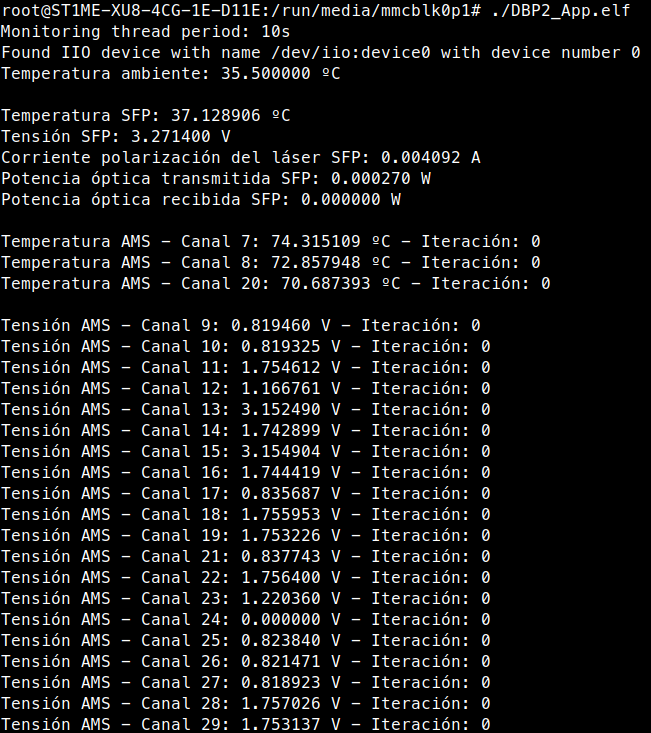 root@ST1ME-XU8-4CG-1E-D11E:/run/media/mmcblk0p1# ./DBP2_App.elf
Monitoring thread period: 10s
Found IIO device with name /dev/iio:device0 with device number 0
Temperatura ambiente: 35.500000 ºC
Temperatura SFP: 37.128906 ºC
Tensión SFP: 3.271400 V
Corriente polarización del láser SFP: 0.004092 A
Potencia óptica transmitida SFP: 0.000270 W
Potencia óptica recibida SFP: 0.000000 W
Temperatura AMS - Canal 7: 74.315109 ºC - Iteración: 0
Temperatura AMS - Canal 8: 72.857948 ºC - Iteración: 0
Temperatura AMS - Canal 20: 70.687393 ºC - Iteración: 0
Tensión AMS - Canal 9: 0.819460 V - Iteración: 0
Tensión AMS - Canal 10: 0.819325 V - Iteración: 0
Tensión AMS - Canal 11: 1.754612 V - Iteración: 0
Tensión AMS - Canal 12: 1.166761 V - Iteración: 0
Tensión AMS - Canal 13: 3.152490 V - Iteración: 0
Tensión AMS - Canal 14: 1.742899 V - Iteración: 0
Tensión AMS - Canal 15: 3.154904 V - Iteración: 0
Tensión AMS - Canal 16: 1.744419 V - Iteración: 0
Tensión AMS - Canal 17: 0.835687 V - Iteración: 0
Tensión AMS - Canal 18: 1.755953 V - Iteración: 0
Tensión AMS - Canal 19: 1.753226 V - Iteración: 0
Tensión AMS - Canal 21: 0.837743 V - Iteración: 0
Tensión AMS - Canal 22: 1.756400 V - Iteración: 0
Tensión AMS - Canal 23: 1.220360 V - Iteración: 0
Tensión AMS - Canal 24: 0.000000 V - Iteración: 0
Tensión AMS - Canal 25: 0.823840 V - Iteración: 0
Tensión AMS - Canal 26: 0.821471 V - Iteración: 0
Tensión AMS - Canal 27: 0.818923 V - Iteración: 0
Tensión AMS - Canal 28: 1.757026 V - Iteración: 0
Tensión AMS - Canal 29: 1.753137 V - Iteración: 0